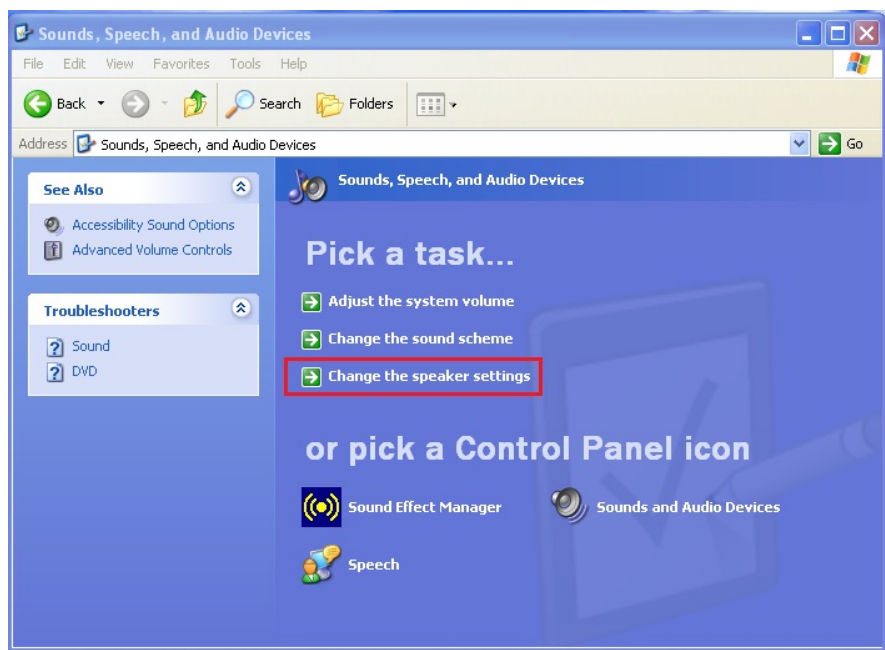 Sounds, Speech, and Audio Devices
File Edit View Favorites Tools Help
Back Search Folders
Address Sounds, Speech, and Audio Devices Go
See Also
Accessibility Sound Options
Advanced Volume Controls
Troubleshooters
Sound
DVD
Sounds, Speech, and Audio Devices
Pick a task...
Adjust the system volume
Change the sound scheme
Change the speaker settings
or pick a Control Panel icon
Sound Effect Manager Sounds and Audio Devices
Speech